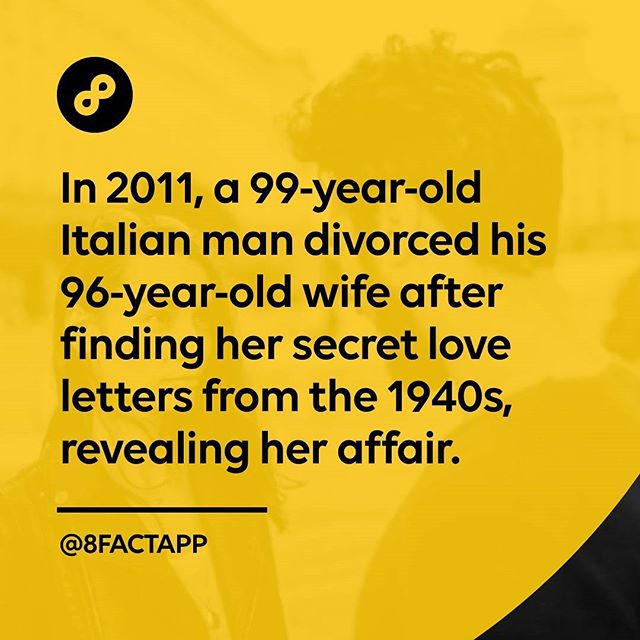 In 2011, a 99-year-old
Italian man divorced his
96-year-old wife after
finding her secret love
letters from the 1940s,
revealing her affair.
@8FACTAPP